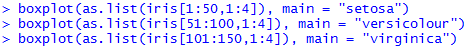 > boxplot(as.list(iris[1:50,1:4]), main = "setosa")
> boxplot(as.list(iris[51:100,1:4]), main = "versicolour")
> boxplot(as.list(iris[101:150,1:4]), main = "virginica")